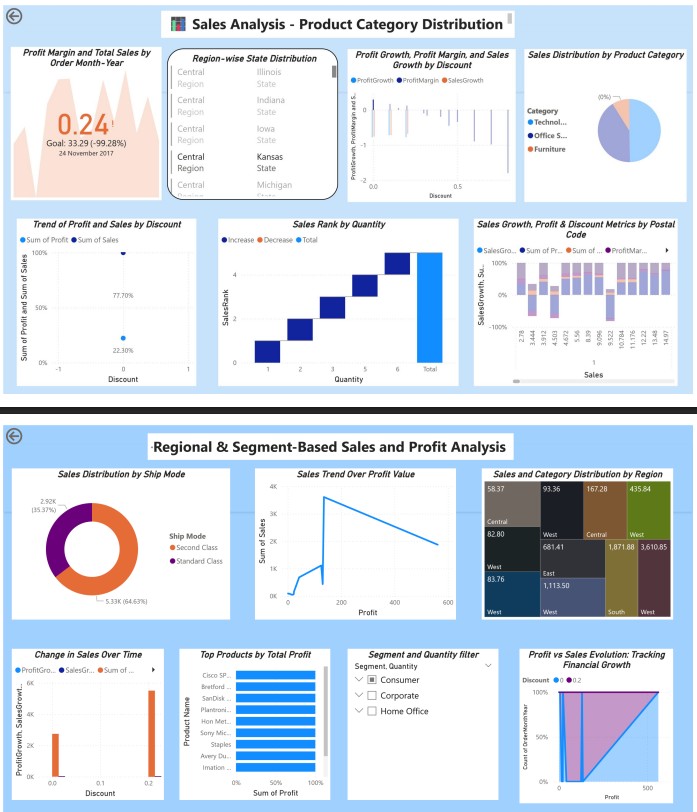 Sales Analysis - Product Category Distribution
Profit Margin and Total Sales by
Order Month-Year
0.24!
Goal: 33.29 (-99.28%)
24 November 2017
Region-wise State Distribution
Central Illinois
Region State
Central Indiana
Region State
Central Iowa
Region State
Central Kansas
Region State
Central Michigan
Region State
Profit Growth, Profit Margin, and Sales
Growth by Discount
ProfitGrowth ProfitMargin SalesGrowth
ProfitGrowth, ProfitMargin and S...
0
-1
-2
0.0 0.5
Discount
Sales Distribution by Product Category
(0%)
Category
Technol...
Office S...
Furniture
Trend of Profit and Sales by Discount
Sum of Profit Sum of Sales
Sum of Profit and Sum of Sales
100%
50%
0%
77.70%
22.30%
-1 0 1
Discount
Sales Rank by Quantity
Increase Decrease Total
SalesRank
4
2
0
1 2 3 5 6 Total
Quantity
Sales Growth, Profit & Discount Metrics by Postal
Code
SalesGro... Sum of Pr... Sum of ... ProfitMar...
SalesGrowth, Su...
100%
0%
-100%
2.78 3.444 3.912 4.503 4.672 5.56 8.39 9.096 9.522 10.784 11.176 12.22 13.48 14.97
1
Sales
Regional & Segment-Based Sales and Profit Analysis
Sales Distribution by Ship Mode
2.92K
(35.37%)
5.33K (64.63%)
Ship Mode
Second Class
Standard Class
Sales Trend Over Profit Value
Sum of Sales
4K
3K
2K
1K
0K
0 200 400 600
Profit
Sales and Category Distribution by Region
58.37 93.36 167.28 435.84
Central West Central West
82.80 681.41 1,871.88 3,610.85
West East
83.76 1,113.50
West West South West
Change in Sales Over Time
ProfitGro... SalesGr... Sum of ...
ProfitGrowth, SalesGrowt...
6K
4K
2K
0K
0.0 0.1 0.2
Discount
Top Products by Total Profit
Product Name
Cisco SP...
Bretford ...
SanDisk ...
Plantroni...
Hon Met...
Sony Mic...
Staples
Avery Du...
Imation ...
0% 50% 100%
Sum of Profit
Segment and Quantity filter
Segment, Quantity
Consumer
Corporate
Home Office
Profit vs Sales Evolution: Tracking
Financial Growth
Discount 0 0.2
Count of OrderMonthYear
100%
50%
0%
0 500
Profit